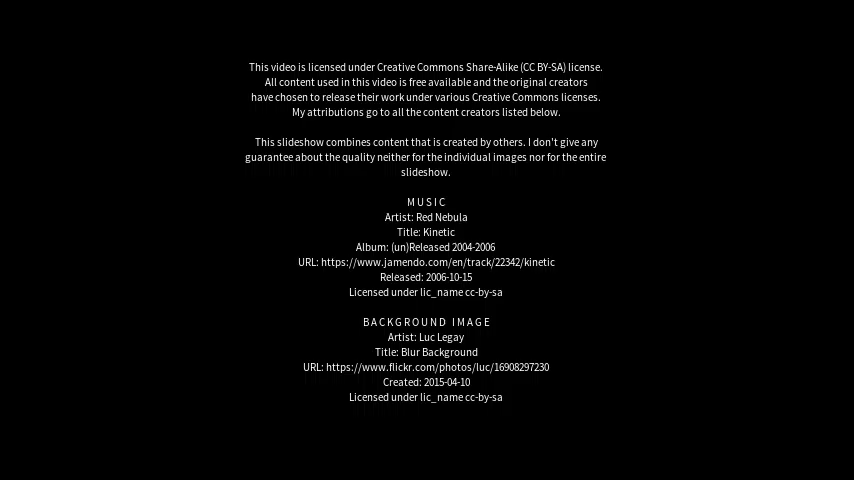 This video is licensed under Creative Commons Share-Alike (CC BY-SA) license.
All content used in this video is free available and the original creators
have chosen to release their work under various Creative Commons licenses.
My attributions go to all the content creators listed below.
This slideshow combines content that is created by others. I don't give any
guarantee about the quality neither for the individual images nor for the entire
slideshow.
MUSIC
Artist: Red Nebula
Title: Kinetic
Album: (un)Released 2004-2006
URL: https://www.jamendo.com/en/track/22342/kinetic
Released: 2006-10-15
Licensed under lic_name cc-by-sa
BACKGROUND IMAGE
Artist: Luc Legay
Title: Blur Background
URL: https://www.flickr.com/photos/luc/16908297230
Created: 2015-04-10
Licensed under lic_name cc-by-sa